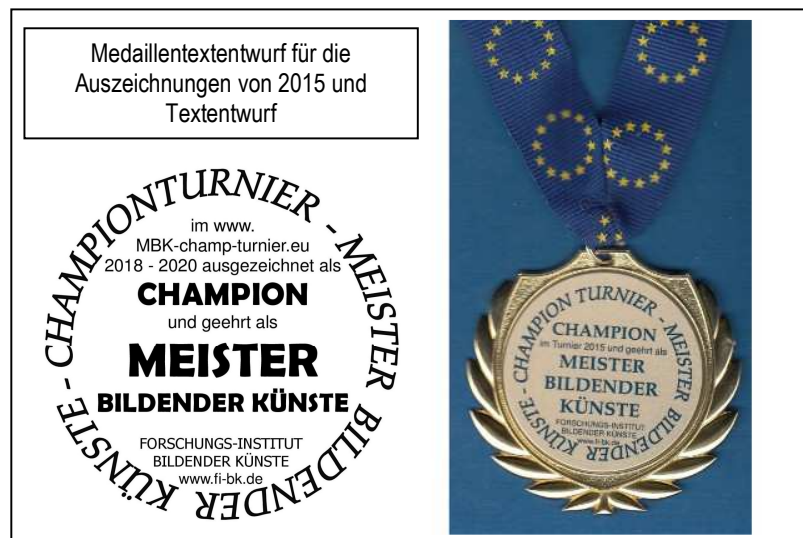 Medaillentextentwurf für die
Auszeichnungen von 2015 und
Textentwurf
CHAMPIONTURNIER - MEISTER BILDENDER KÜNSTE -
im www.
MBK-champ-turnier.eu
2018 - 2020 ausgezeichnet als
CHAMPION
und geehrt als
MEISTER
BILDENDER KÜNSTE
FORSCHUNGS-INSTITUT
BILDENDER KÜNSTE
www.fi-bk.de
CHAMPION TURNIER - MEISTER BILDENDER KÜNSTE -
CHAMPION
im Turnier 2015 und geehrt als
MEISTER
BILDENDER
KÜNSTE
FORSCHUNGS-INSTITUT
BILDENDER KÜNSTE
www.fi-bk.de